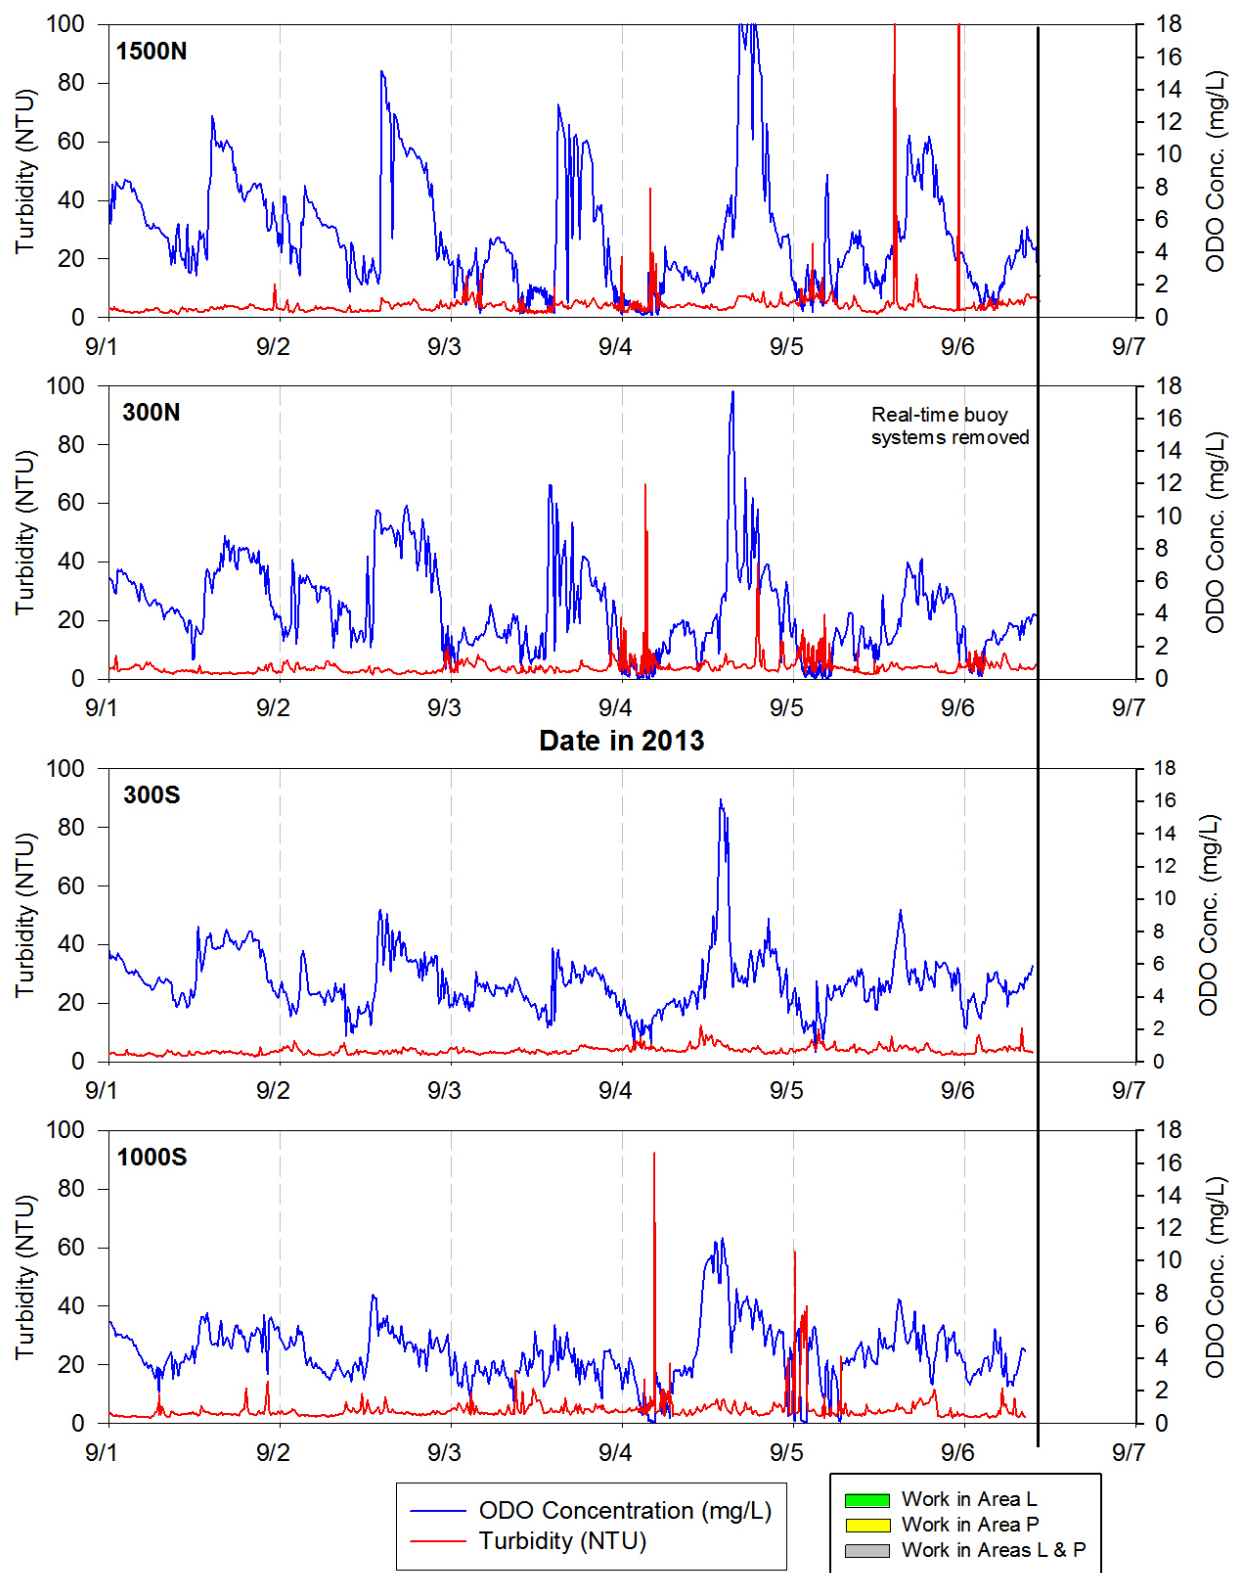 1500N
Turbidity (NTU)
100
80
60
40
20
0
18
16
14
12
10
8
6
4
2
0
ODO Conc. (mg/L)
9/1 9/2 9/3 9/4 9/5 9/6 9/7
300N
Real-time buoy
systems removed
Turbidity (NTU)
100
80
60
40
20
0
18
16
14
12
10
8
6
4
2
0
ODO Conc. (mg/L)
9/1 9/2 9/3 9/4 9/5 9/6 9/7
Date in 2013
300S
Turbidity (NTU)
100
80
60
40
20
0
18
16
14
12
10
8
6
4
2
0
ODO Conc. (mg/L)
9/1 9/2 9/3 9/4 9/5 9/6 9/7
1000S
Turbidity (NTU)
100
80
60
40
20
0
18
16
14
12
10
8
6
4
2
0
ODO Conc. (mg/L)
9/1 9/2 9/3 9/4 9/5 9/6 9/7
ODO Concentration (mg/L)
Turbidity (NTU)
Work in Area L
Work in Area P
Work in Areas L & P